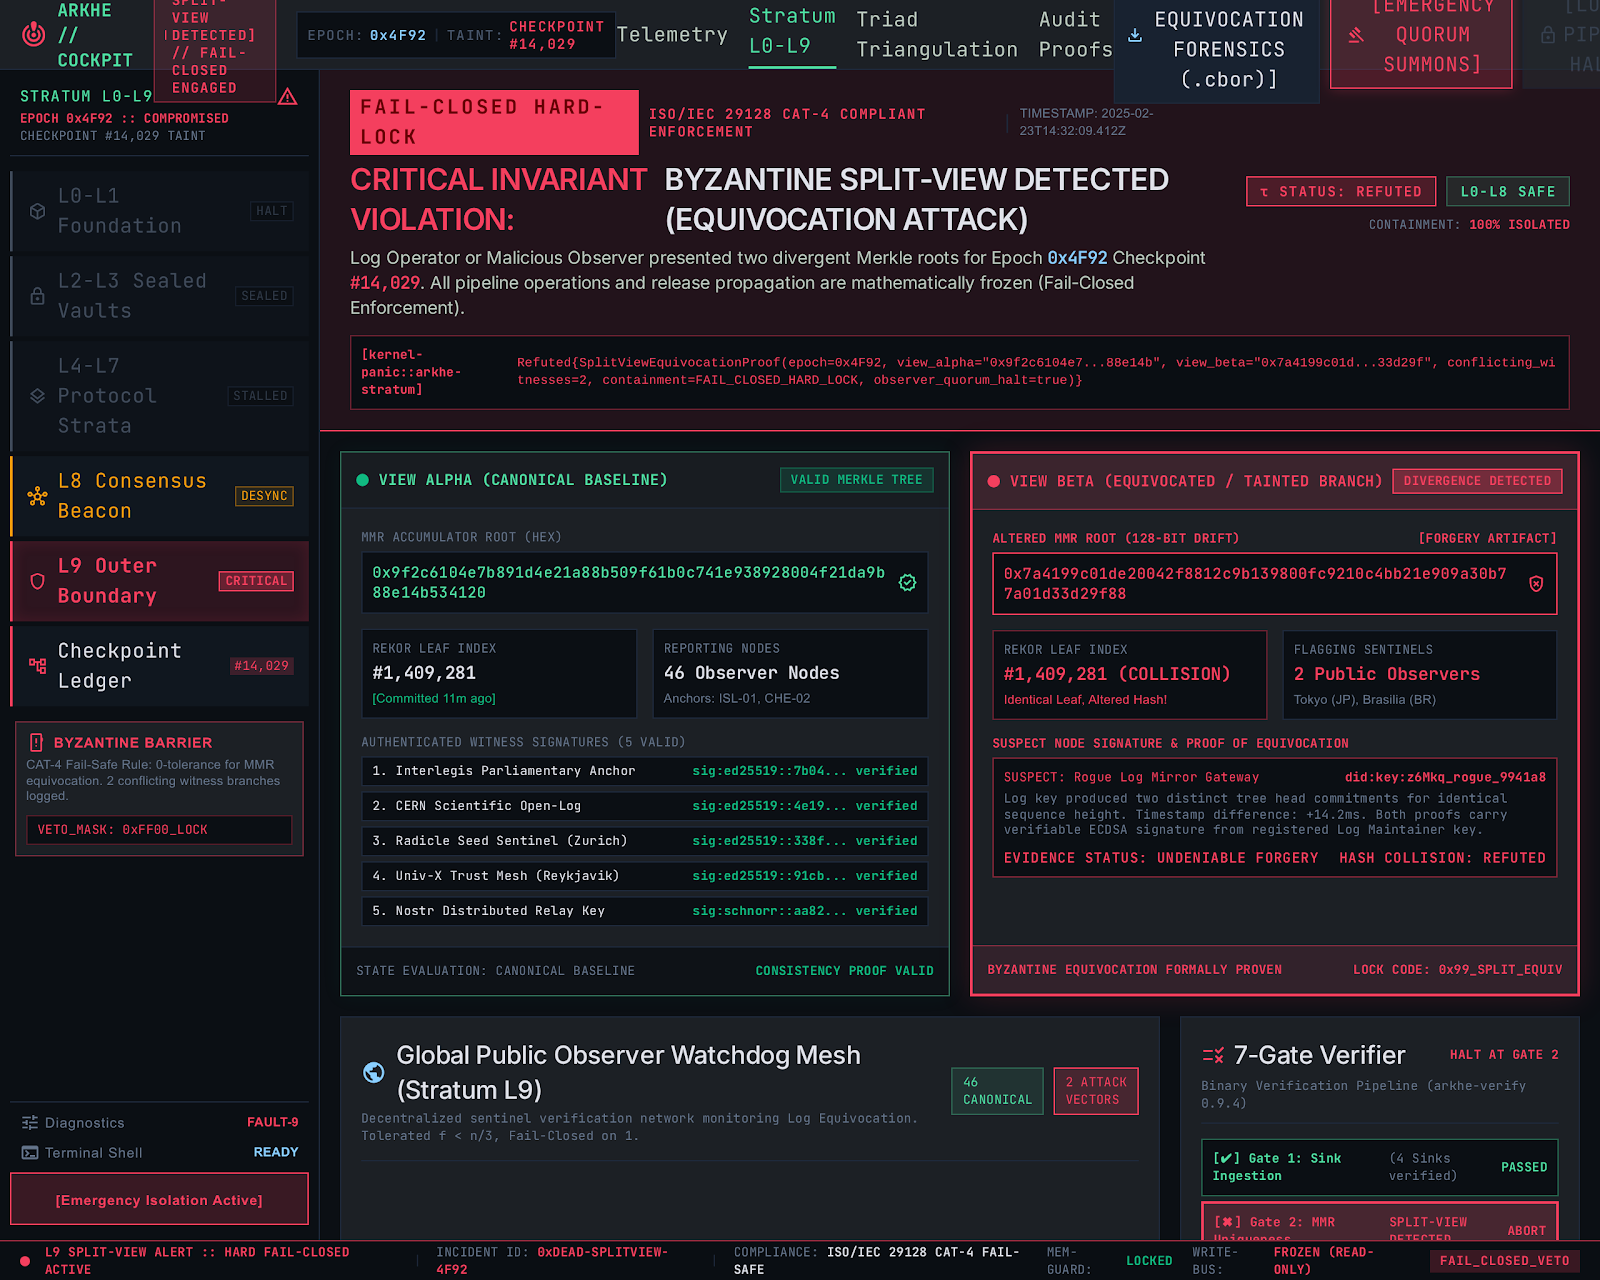 ARKHE
//
COCKPIT
SPLIT-
VIEW
DETECTED]
// FAIL-
CLOSED
ENGAGED
EPOCH: 0x4F92
TAINT: CHECKPOINT
#14,029
Telemetry
Stratum
L0-L9
Triad
Triangulation
Audit
Proofs
EQUIVOCATION
FORENSICS
(.cbor)]
[EMERGENCY
QUORUM
SUMMONS]
STRATUM L0-L9
EPOCH 0x4F92 :: COMPROMISED
CHECKPOINT #14,029 TAINT
L0-L1
Foundation
HALT
L2-L3 Sealed
Vaults
SEALED
L4-L7
Protocol
Strata
STALLED
L8 Consensus
Beacon
DESYNC
L9 Outer
Boundary
CRITICAL
Checkpoint
Ledger
#14,029
BYZANTINE BARRIER
CAT-4 Fail-Safe Rule: 0-tolerance for MMR
equivocation. 2 conflicting witness branches
logged.
VETO_MASK: 0xFF00_LOCK
Diagnostics
FAULT-9
Terminal Shell
READY
[Emergency Isolation Active]
FAIL-CLOSED HARD-
LOCK
ISO/IEC 29128 CAT-4 COMPLIANT
ENFORCEMENT
TIMESTAMP: 2025-02-
23T14:32:09.412Z
CRITICAL INVARIANT
VIOLATION:
BYZANTINE SPLIT-VIEW DETECTED
(EQUIVOCATION ATTACK)
τ STATUS: REFUTED
L0-L8 SAFE
CONTAINMENT: 100% ISOLATED
Log Operator or Malicious Observer presented two divergent Merkle roots for Epoch 0x4F92 Checkpoint
#14,029. All pipeline operations and release propagation are mathematically frozen (Fail-Closed
Enforcement).
[kernel-
panic::arkhe-
stratum]
Refuted{SplitViewEquivocationProof(epoch=0x4F92, view_alpha="0x9f2c6104e7...88e14b", view_beta="0x7a4199c01d...33d29f", conflicting_wi
tnesses=2, containment=FAIL_CLOSED_HARD_LOCK, observer_quorum_halt=true)}
VIEW ALPHA (CANONICAL BASELINE)
VALID MERKLE TREE
MMR ACCUMULATOR ROOT (HEX)
0x9f2c6104e7b891d4e21a88b509f61b0c741e938928004f21da9b
88e14b534120
REKOR LEAF INDEX
#1,409,281
[Committed 11m ago]
REPORTING NODES
46 Observer Nodes
Anchors: ISL-01, CHE-02
AUTHENTICATED WITNESS SIGNATURES (5 VALID)
1. Interlegis Parliamentary Anchor sig:ed25519::7b04... verified
2. CERN Scientific Open-Log sig:ed25519::4e19... verified
3. Radicle Seed Sentinel (Zurich) sig:ed25519::338f... verified
4. Univ-X Trust Mesh (Reykjavik) sig:ed25519::91cb... verified
5. Nostr Distributed Relay Key sig:schnorr::aa82... verified
STATE EVALUATION: CANONICAL BASELINE
CONSISTENCY PROOF VALID
VIEW BETA (EQUIVOCATED / TAINTED BRANCH)
DIVERGENCE DETECTED
ALTERED MMR ROOT (128-BIT DRIFT)
[FORGERY ARTIFACT]
0x7a4199c01de20042f8812c9b139800fc9210c4bb21e909a30b7
7a01d33d29f88
REKOR LEAF INDEX
#1,409,281 (COLLISION)
Identical Leaf, Altered Hash!
FLAGGING SENTINELS
2 Public Observers
Tokyo (JP), Brasilia (BR)
SUSPECT NODE SIGNATURE & PROOF OF EQUIVOCATION
SUSPECT: Rogue Log Mirror Gateway
did:key:z6Mkq_rogue_9941a8
Log key produced two distinct tree head commitments for identical
sequence height. Timestamp difference: +14.2ms. Both proofs carry
verifiable ECDSA signature from registered Log Maintainer key.
EVIDENCE STATUS: UNDENIABLE FORGERY
HASH COLLISION: REFUTED
BYZANTINE EQUIVOCATION FORMALLY PROVEN
LOCK CODE: 0x99_SPLIT_EQUIV
Global Public Observer Watchdog Mesh
(Stratum L9)
46
CANONICAL
2 ATTACK
VECTORS
Decentralized sentinel verification network monitoring Log Equivocation.
Tolerated f < n/3, Fail-Closed on 1.
7-Gate Verifier
HALT AT GATE 2
Binary Verification Pipeline (arkhe-verify
0.9.4)
[✔] Gate 1: Sink
Ingestion
(4 Sinks
verified)
PASSED
[✖] Gate 2: MMR
Uniqueness
SPLIT-VIEW
DETECTED
ABORT
L9 SPLIT-VIEW ALERT :: HARD FAIL-CLOSED
ACTIVE
INCIDENT ID: 0xDEAD-SPLITVIEW-
4F92
COMPLIANCE: ISO/IEC 29128 CAT-4 FAIL-
SAFE
MEM-
GUARD:
LOCKED
WRITE-
BUS:
FROZEN (READ-
ONLY)
FAIL_CLOSED_VETO